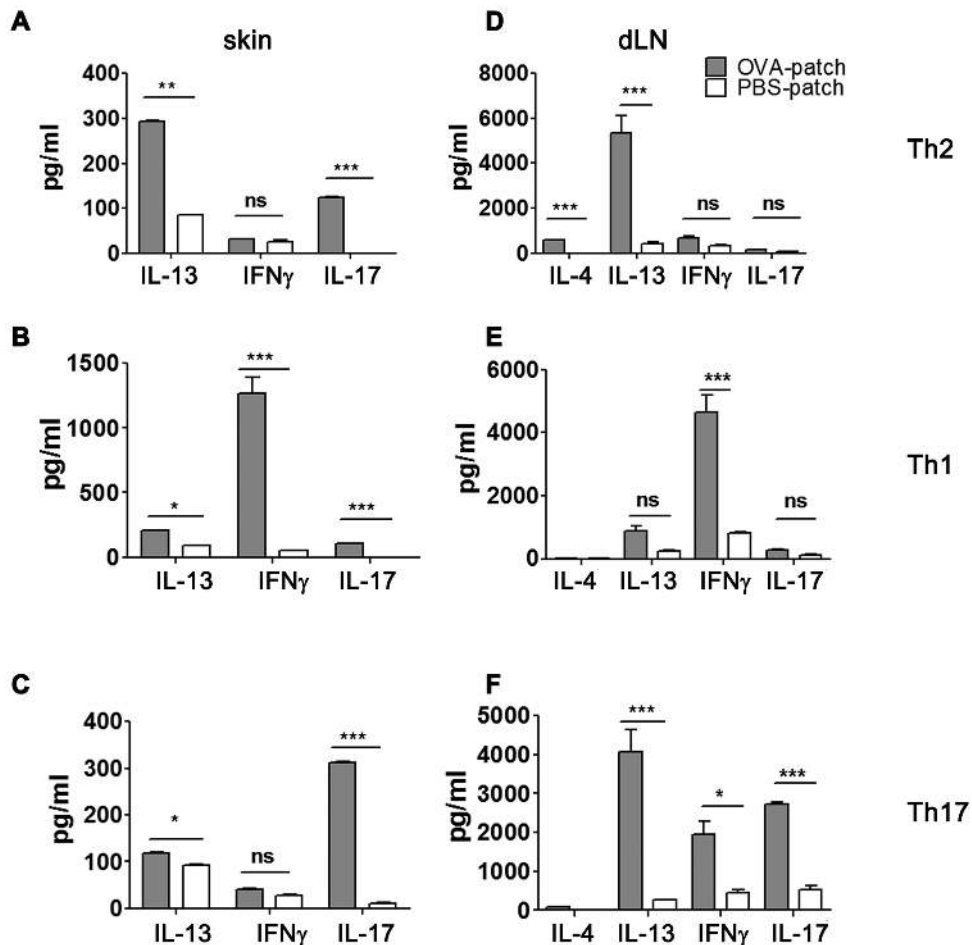 A
skin
pg/ml
400
300
200
100
0
** ns ***
IL-13 IFNγ IL-17
D
dLN
OVA-patch
PBS-patch
pg/ml
8000
6000
4000
2000
0
*** *** ns ns
IL-4 IL-13 IFNγ IL-17
Th2
B
pg/ml
1500
1000
500
0
* *** ***
IL-13 IFNγ IL-17
E
pg/ml
6000
4000
2000
0
ns *** ns
IL-4 IL-13 IFNγ IL-17
Th1
C
pg/ml
400
300
200
100
0
* ns ***
IL-13 IFNγ IL-17
F
pg/ml
5000
4000
3000
2000
1000
0
*** * ***
IL-4 IL-13 IFNγ IL-17
Th17